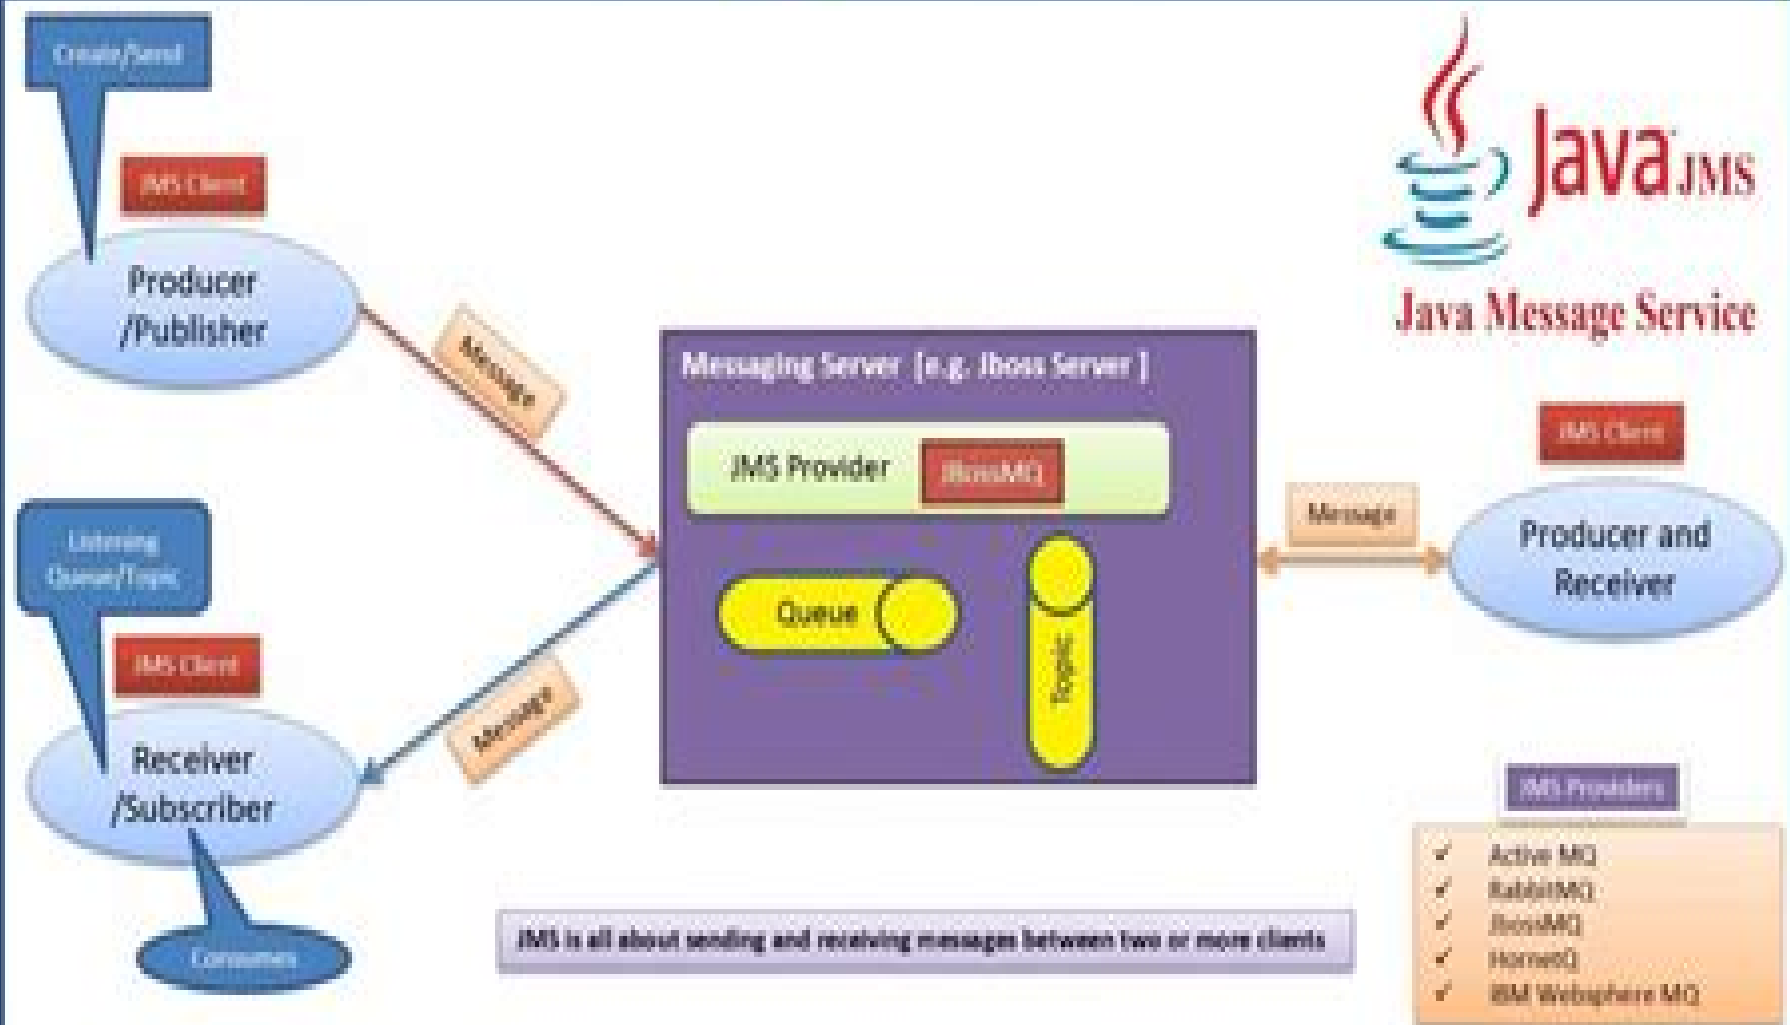 Create/Send
JMS Client
Producer
/Publisher
Message
Java JMS
Java Message Service
Messaging Server [e.g. Jboss Server ]
JMS Provider
JBossMQ
Queue
Topic
JMS Client
Message
Producer and
Receiver
Listening
Queue/Topic
JMS Client
Message
Receiver
/Subscriber
Consumes
JMS is all about sending and receiving messages between two or more clients
JMS Providers
✓ Active MQ
✓ RabbitMQ
✓ JbossMQ
✓ HornetQ
✓ IBM Websphere MQ